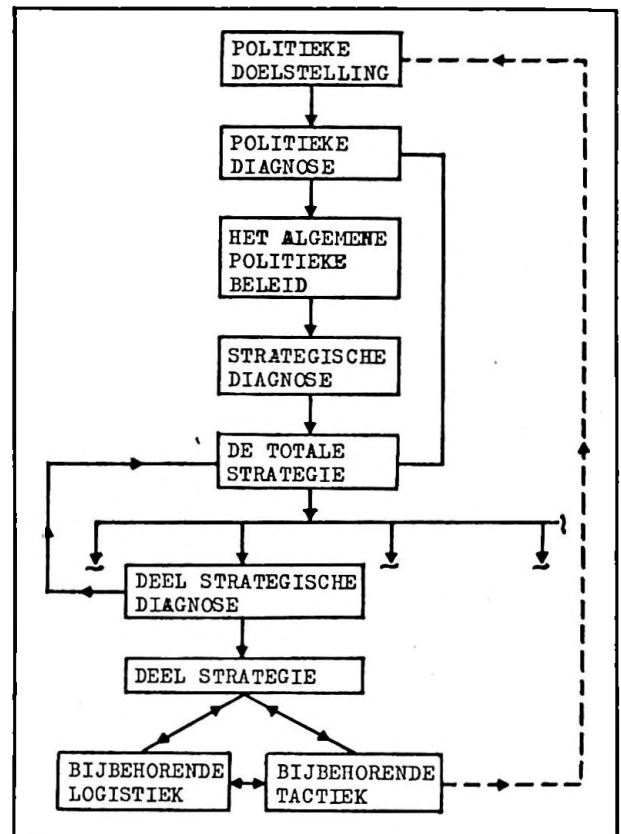 POLITIEKE
DOELSTELLING
POLITIEKE
DIAGNOSE
HET ALGEMENE
POLITIEKE
BELEID
STRATEGISCHE
DIAGNOSE
DE TOTALE
STRATEGIE
DEEL STRATEGISCHE
DIAGNOSE
DEEL STRATEGIE
BIJBEHORENDE
LOGISTIEK
BIJBEHORENDE
TACTIEK